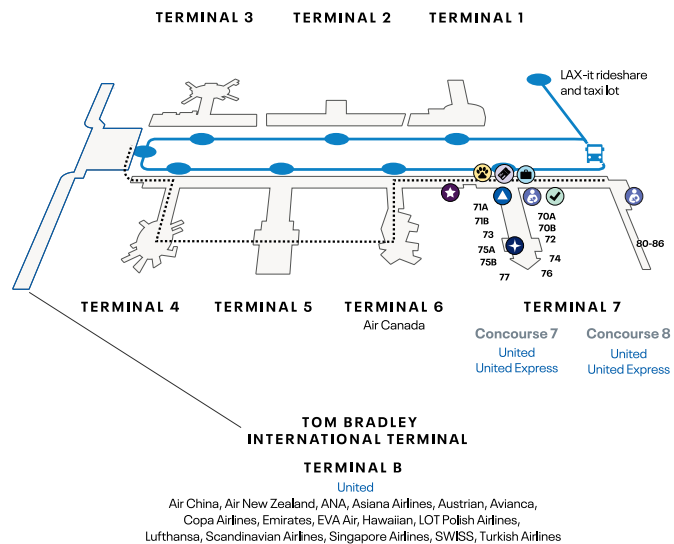 TERMINAL 3
TERMINAL 2
TERMINAL 1
LAX-it rideshare
and taxi lot
71A
71B
73
75A
75B
77
70A
70B
72
74
76
80-86
TERMINAL 4
TERMINAL 5
TERMINAL 6
Air Canada
TERMINAL 7
Concourse 7
United
United Express
Concourse 8
United
United Express
TOM BRADLEY
INTERNATIONAL TERMINAL
TERMINAL B
United
Air China, Air New Zealand, ANA, Asiana Airlines, Austrian, Avianca,
Copa Airlines, Emirates, EVA Air, Hawaiian, LOT Polish Airlines,
Lufthansa, Scandinavian Airlines, Singapore Airlines, SWISS, Turkish Airlines